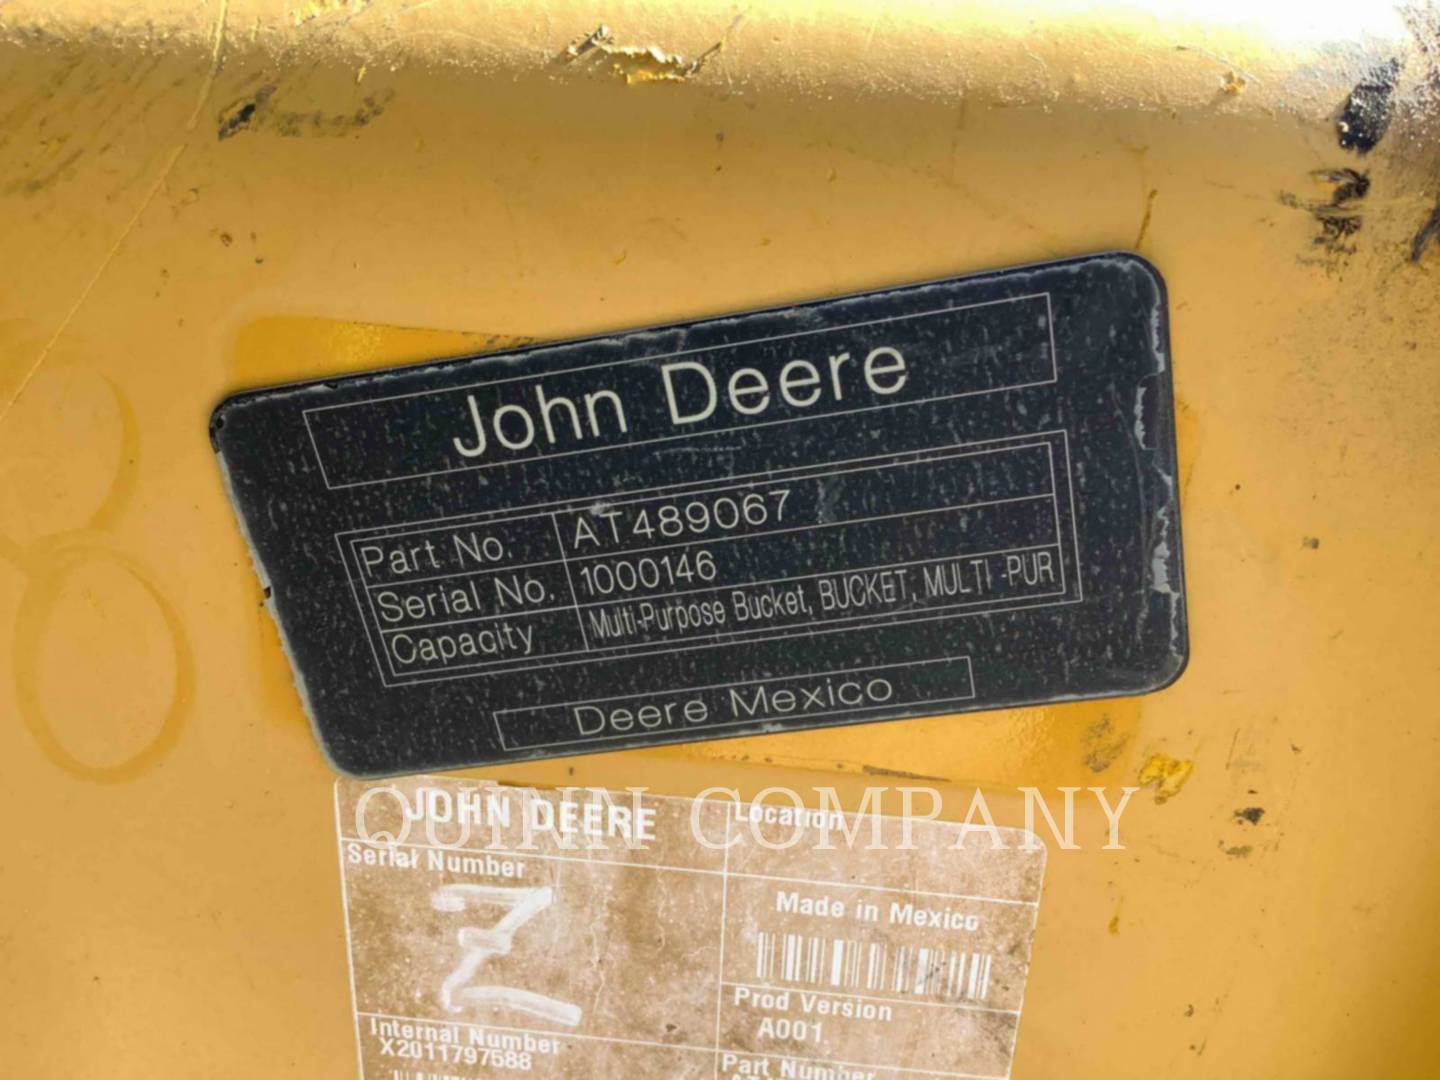 John Deere
Part No. AT489067
Serial No. 1000146
Capacity Multi-Purpose Bucket, BUCKET, MULTI -PUR
Deere Mexico
QUINN COMPANY
JOHN DEERE
Location
Serial Number
Z
Made in Mexico
Prod Version
A001
Internal Number
X2011797588
Part Number